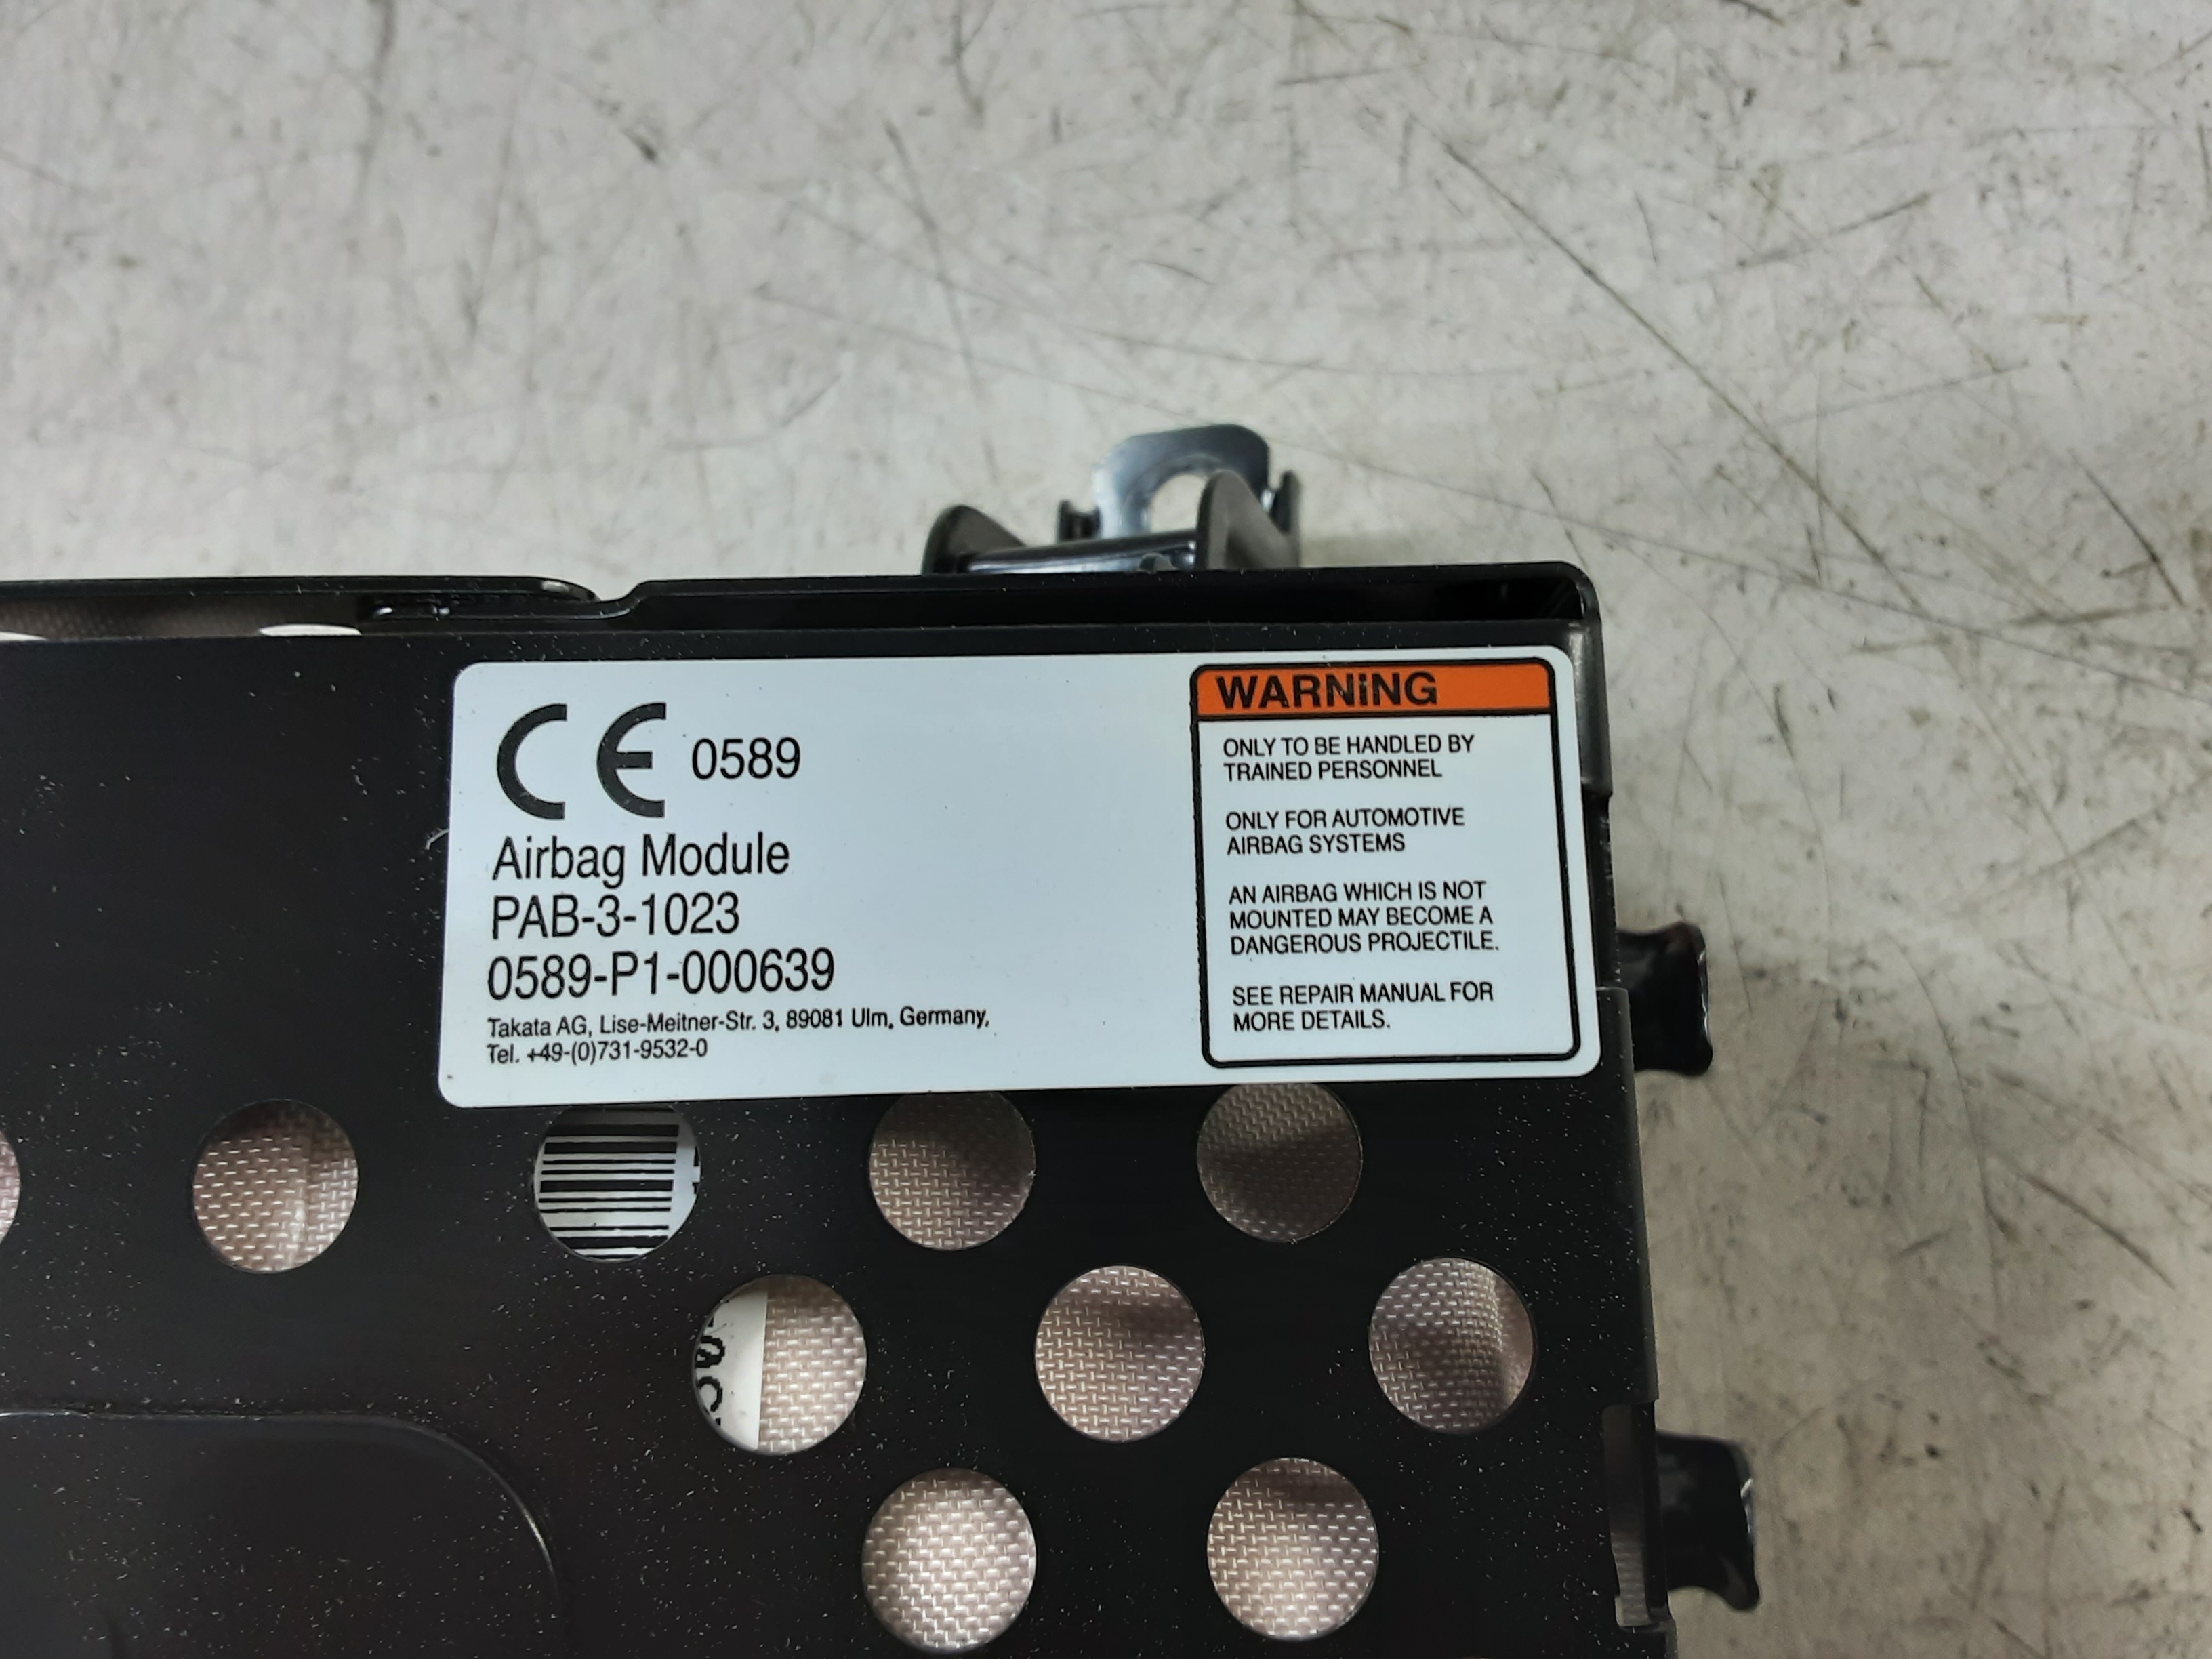 CE 0589
Airbag Module
PAB-3-1023
0589-P1-000639
Takata AG, Lise-Meitner-Str. 3, 89081 Ulm, Germany,
Tel. +49-(0)731-9532-0
WARNiNG
ONLY TO BE HANDLED BY
TRAINED PERSONNEL
ONLY FOR AUTOMOTIVE
AIRBAG SYSTEMS
AN AIRBAG WHICH IS NOT
MOUNTED MAY BECOME A
DANGEROUS PROJECTILE.
SEE REPAIR MANUAL FOR
MORE DETAILS.